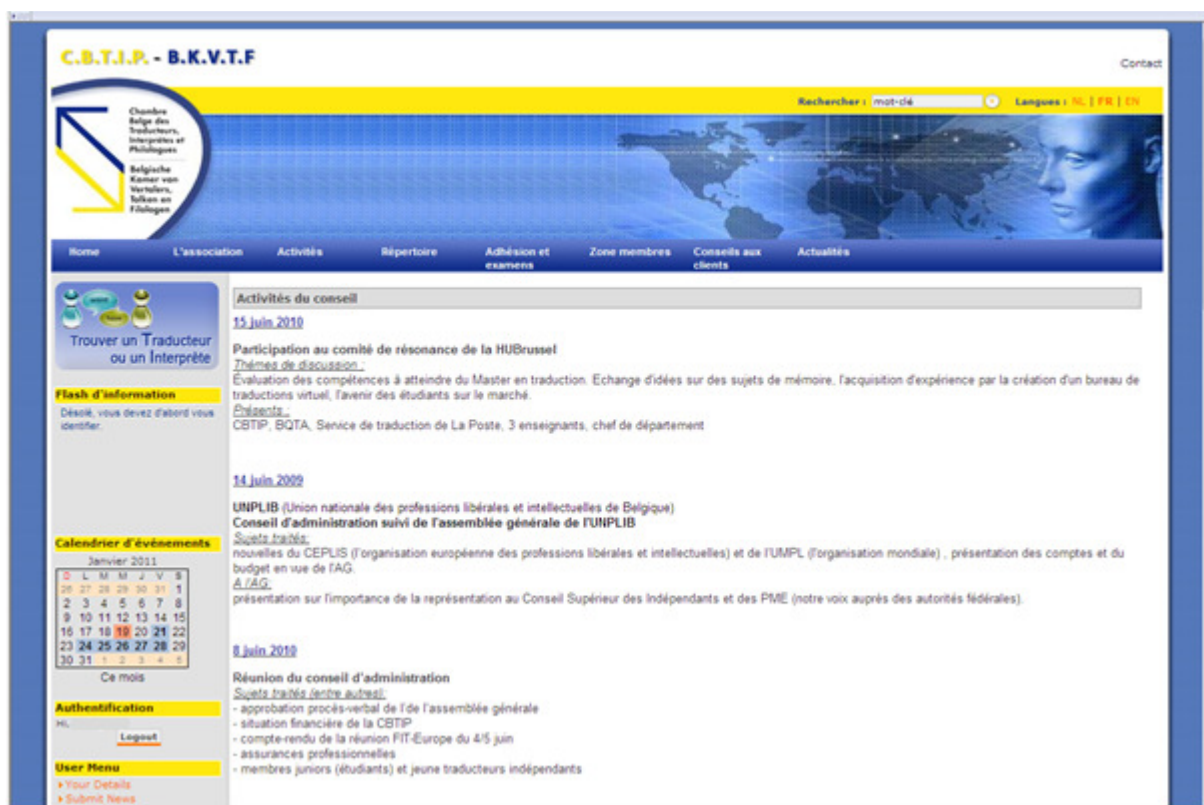 C.B.T.I.P. - B.K.V.T.F
Contact
Rechercher : mot-clé
Langues : NL | FR | EN
Chambre
Belge des
Traducteurs,
Interprètes et
Philologues
Belgische
Kamer van
Vertalers,
Tolken en
Filologen
Home L'association Activités Répertoire Adhésion et examens Zone membres Conseils aux clients Actualités
Trouver un Traducteur
ou un Interprète
Flash d'information
Désolé, vous devez d'abord vous
identifier.
Calendrier d'événements
Janvier 2011
D L M M J V S
26 27 28 29 30 31 1
2 3 4 5 6 7 8
9 10 11 12 13 14 15
16 17 18 19 20 21 22
23 24 25 26 27 28 29
30 31 1 2 3 4 5
Ce mois
Authentification
Hi,
Logout
User Menu
Your Details
Submit News
Activités du conseil
15 juin 2010
Participation au comité de résonance de la HUBrussel
Thèmes de discussion :
Évaluation des compétences à atteindre du Master en traduction. Echange d'idées sur des sujets de mémoire, l'acquisition d'expérience par la création d'un bureau de
traductions virtuel, l'avenir des étudiants sur le marché.
Présents :
CBTIP, BQTA, Service de traduction de La Poste, 3 enseignants, chef de département
14 juin 2009
UNPLIB (Union nationale des professions libérales et intellectuelles de Belgique)
Conseil d'administration suivi de l'assemblée générale de l'UNPLIB
Sujets traités:
nouvelles du CEPLIS (l'organisation européenne des professions libérales et intellectuelles) et de l'UMPL (l'organisation mondiale) , présentation des comptes et du
budget en vue de l'AG.
A l'AG:
présentation sur l'importance de la représentation au Conseil Supérieur des Indépendants et des PME (notre voix auprès des autorités fédérales).
8 juin 2010
Réunion du conseil d'administration
Sujets traités (entre autres):
- approbation procès-verbal de l'de l'assemblée générale
- situation financière de la CBTIP
- compte-rendu de la réunion FIT-Europe du 4/5 juin
- assurances professionnelles
- membres juniors (étudiants) et jeune traducteurs indépendants